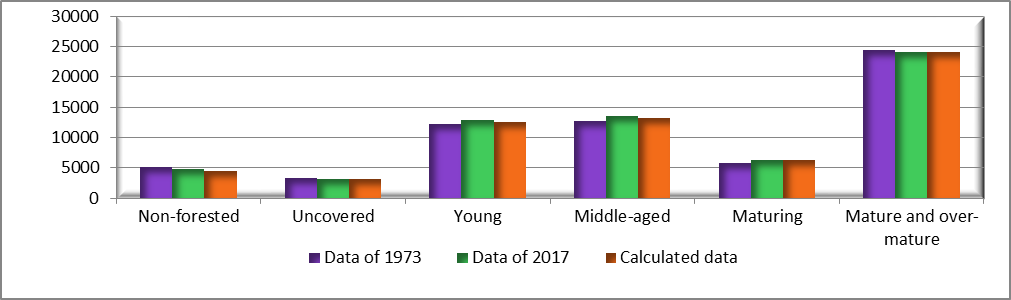 30000
25000
20000
15000
10000
5000
0
Non-forested Uncovered Young Middle-aged Maturing Mature and over-
mature
Data of 1973 Data of 2017 Calculated data